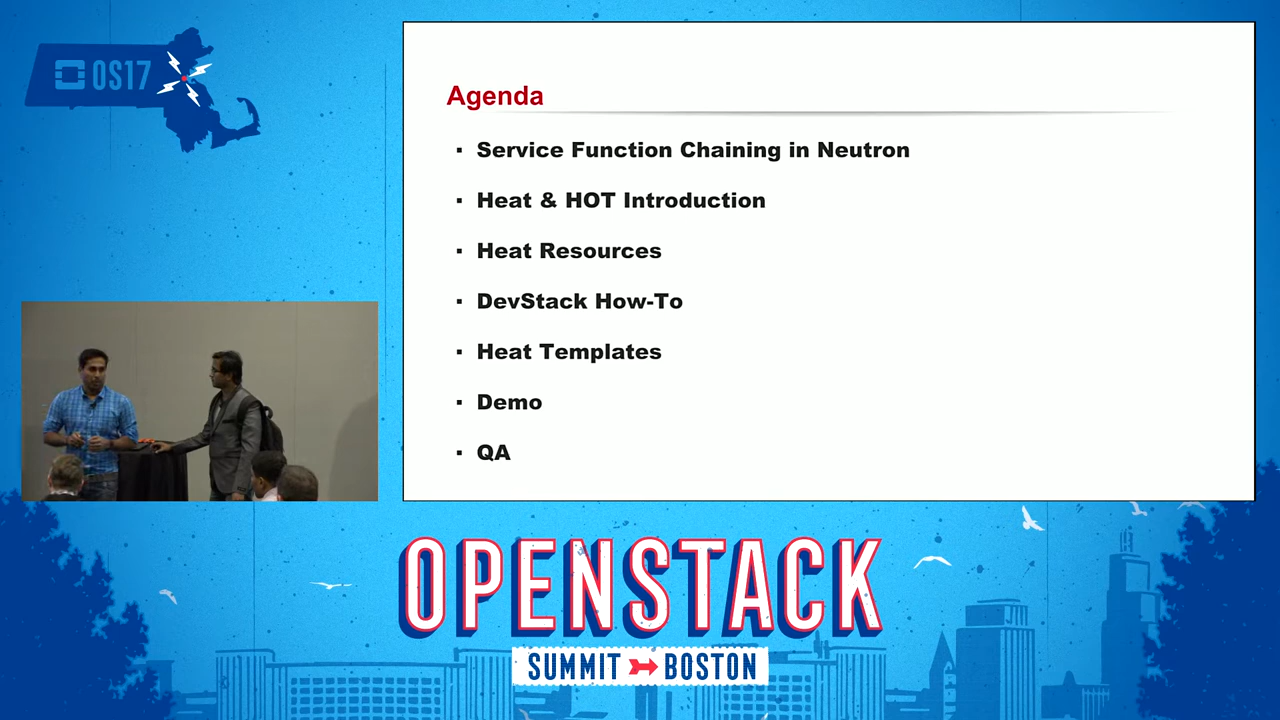 OS17
Agenda
▪ Service Function Chaining in Neutron
▪ Heat & HOT Introduction
▪ Heat Resources
▪ DevStack How-To
▪ Heat Templates
▪ Demo
▪ QA
OPENSTACK
SUMMIT BOSTON